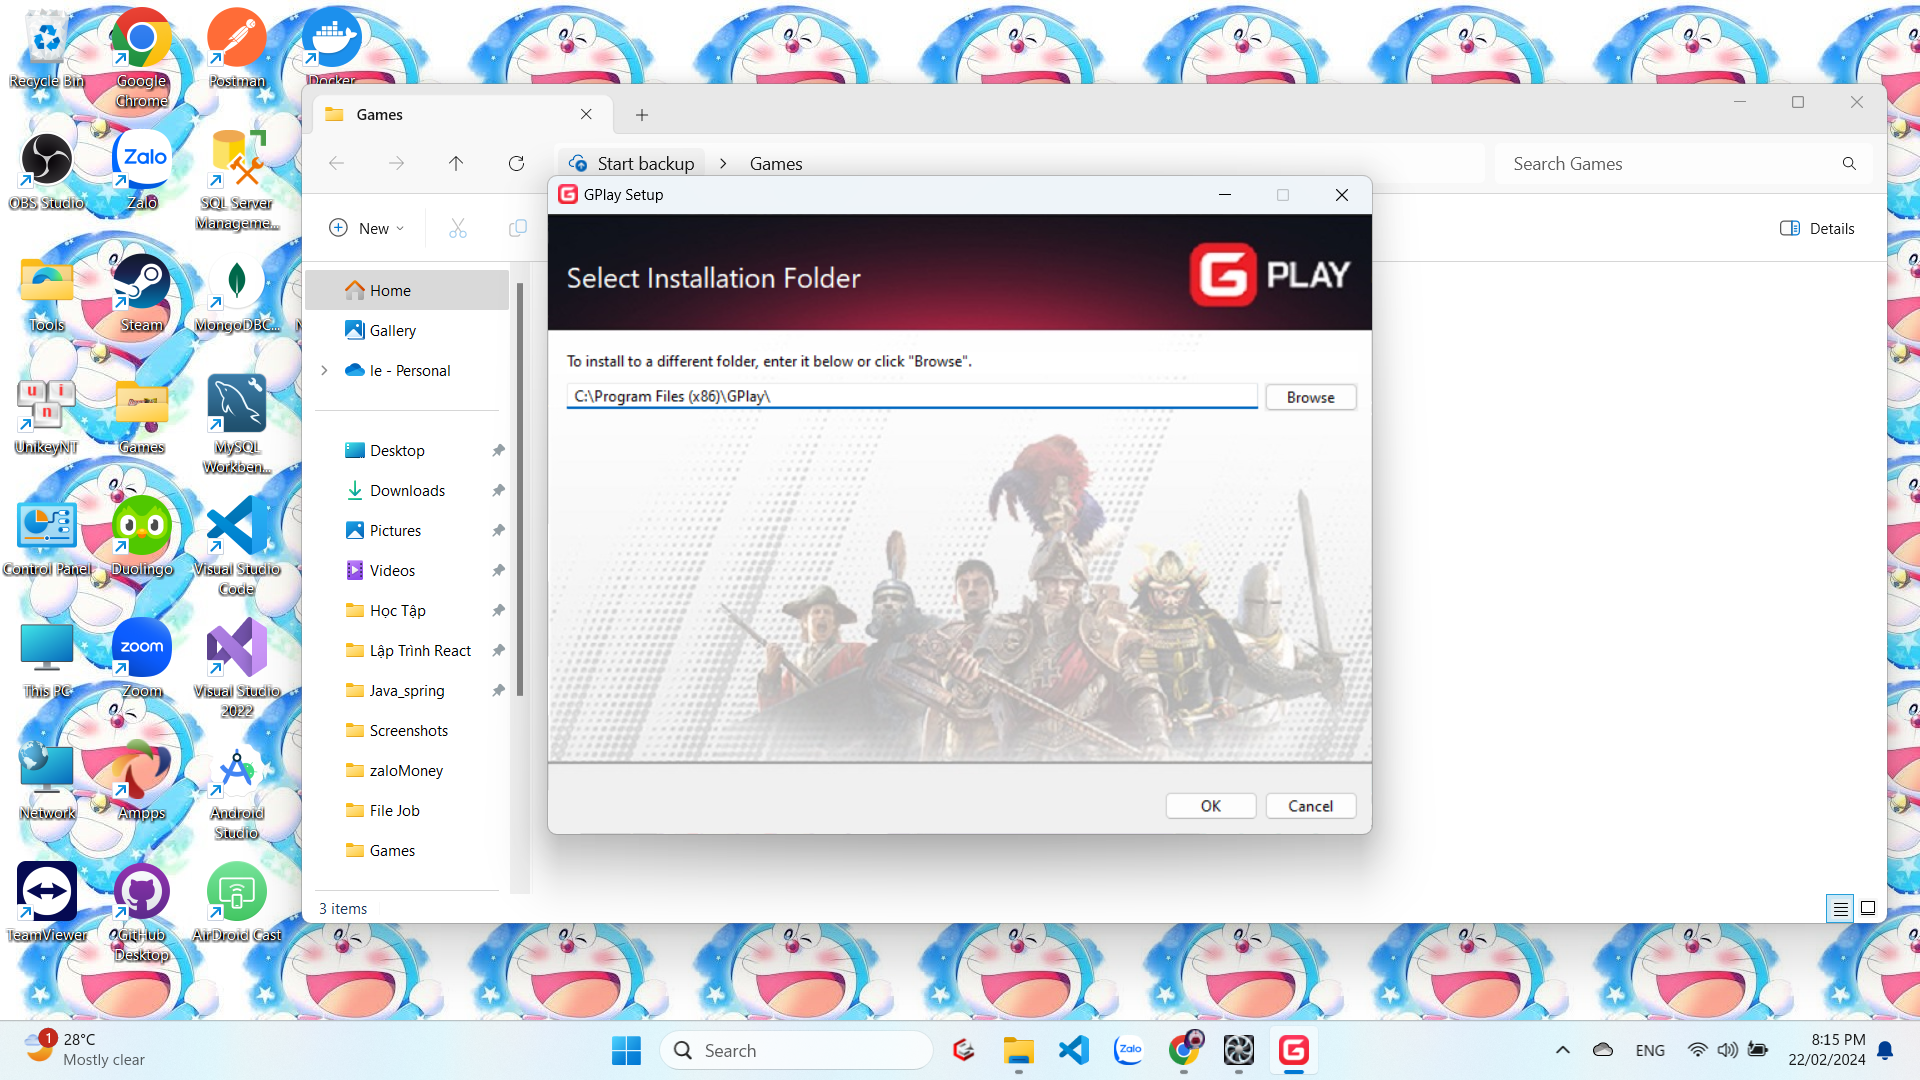 Recycle Bin
Google
Chrome
Postman
Docker
OBS Studio
Zalo
Zalo
SQL Server
Manageme...
Tools
Steam
MongoDBC...
u i
n
UnikeyNT
Games
MySQL
Workben...
Control Panel
Duolingo
Visual Studio
Code
This PC
zoom
Zoom
Visual Studio
2022
Network
Ampps
Android
Studio
TeamViewer
GitHub
Desktop
AirDroid Cast
Games
Start backup
Games
Search Games
New
Details
Home
Gallery
le - Personal
Desktop
Downloads
Pictures
Videos
Học Tập
Lập Trình React
Java_spring
Screenshots
zaloMoney
File Job
Games
3 items
GPlay Setup
Select Installation Folder
G PLAY
To install to a different folder, enter it below or click "Browse".
C:\Program Files (x86)\GPlay\
Browse
OK
Cancel
1
28°C
Mostly clear
Search
Zalo
ENG
8:15 PM
22/02/2024